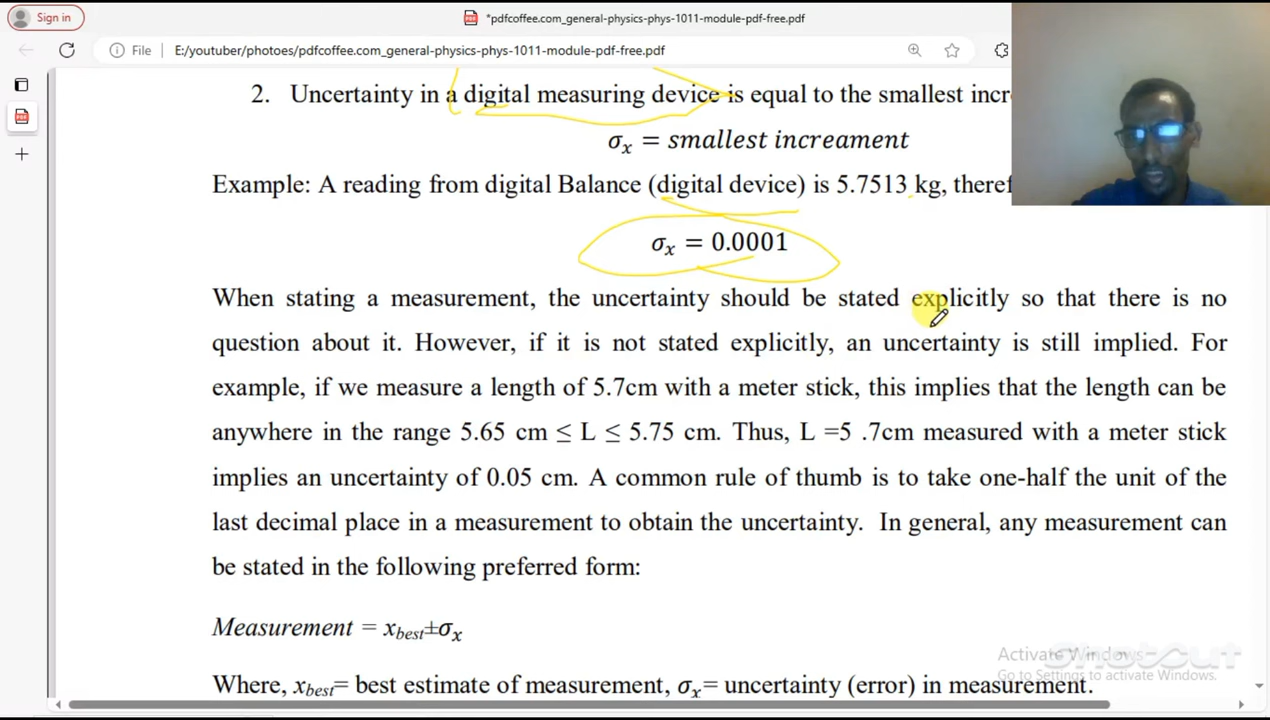 Sign in
*pdfcoffee.com_general-physics-phys-1011-module-pdf-free.pdf
File E:/youtuber/photoes/pdfcoffee.com_general-physics-phys-1011-module-pdf-free.pdf
2. Uncertainty in a digital measuring device is equal to the smallest
σx = smallest increament
Example: A reading from digital Balance (digital device) is 5.7513 kg,
σx = 0.0001
When stating a measurement, the uncertainty should be stated explicitly so that there is no
question about it. However, if it is not stated explicitly, an uncertainty is still implied. For
example, if we measure a length of 5.7cm with a meter stick, this implies that the length can be
anywhere in the range 5.65 cm ≤ L ≤ 5.75 cm. Thus, L =5 .7cm measured with a meter stick
implies an uncertainty of 0.05 cm. A common rule of thumb is to take one-half the unit of the
last decimal place in a measurement to obtain the uncertainty. In general, any measurement can
be stated in the following preferred form:
Measurement = xbest±σx
Activate Windows
Shotcut
Go to Settings to activate Windows.
Where, xbest= best estimate of measurement, σx= uncertainty (error) in measurement.